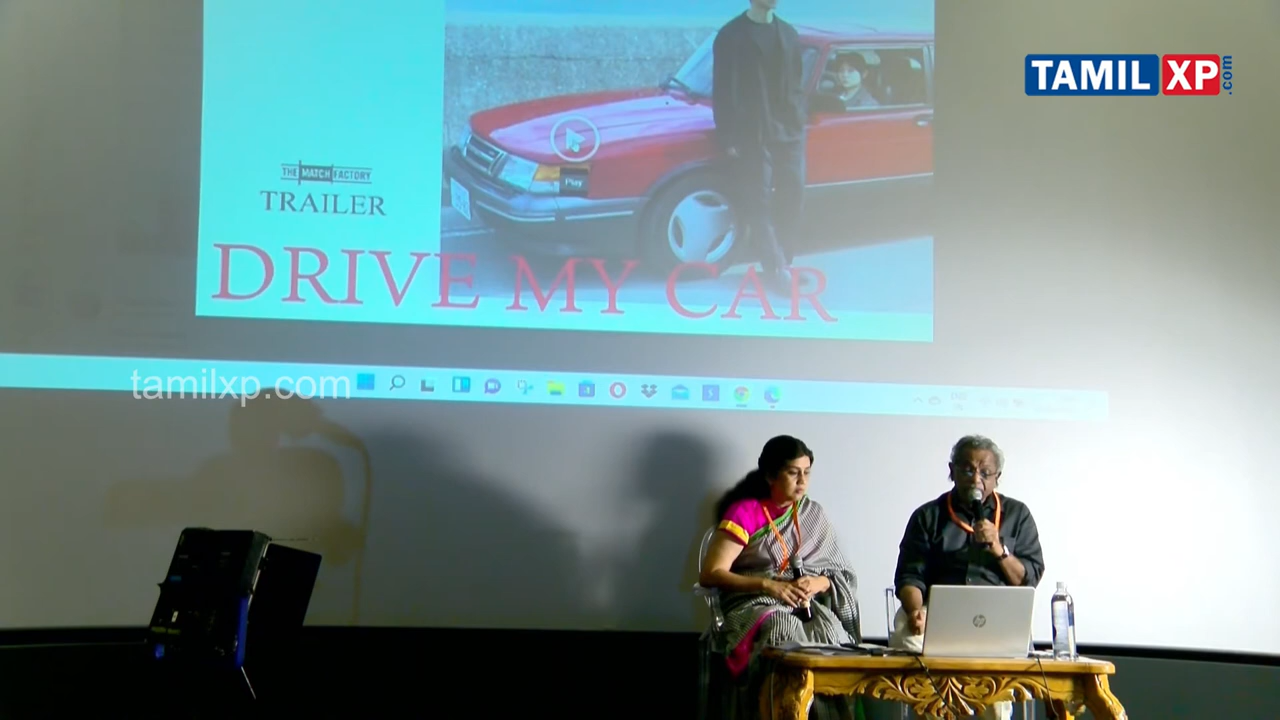 TAMIL XP .com
THE MATCH FACTORY
TRAILER
Play
DRIVE MY CAR
tamilxp.com
hp